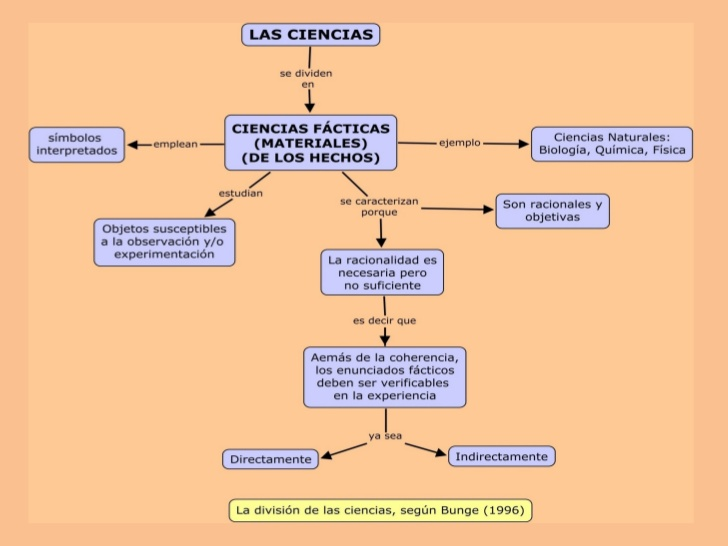 LAS CIENCIAS
se dividen
en
CIENCIAS FÁCTICAS
(MATERIALES)
(DE LOS HECHOS)
emplean
símbolos
interpretados
ejemplo
Ciencias Naturales:
Biología, Química, Física
estudian
Objetos susceptibles
a la observación y/o
experimentación
se caracterizan
porque
Son racionales y
objetivas
La racionalidad es
necesaria pero
no suficiente
es decir que
Aemás de la coherencia,
los enunciados fácticos
deben ser verificables
en la experiencia
ya sea
Directamente
Indirectamente
La división de las ciencias, según Bunge (1996)